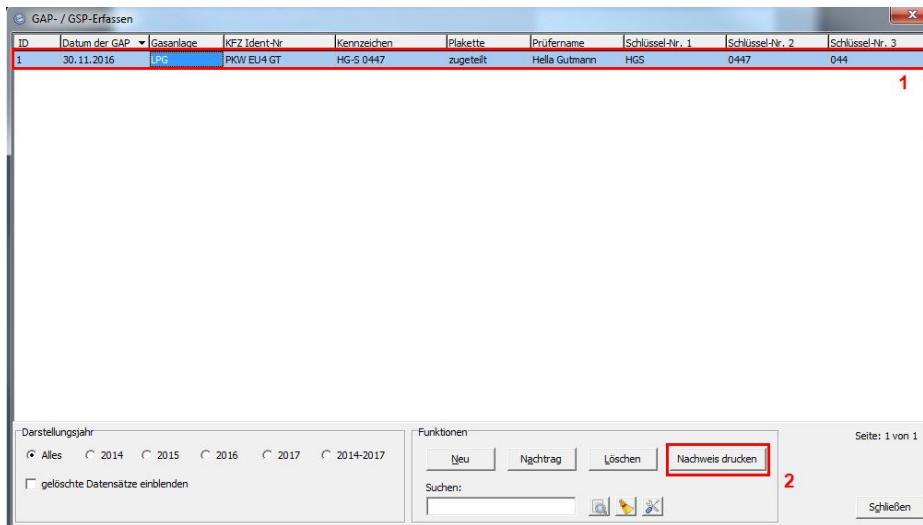 GAP- / GSP-Erfassen
ID Datum der GAP Gasanlage KFZ Ident-Nr Kennzeichen Plakette Prüfername Schlüssel-Nr. 1 Schlüssel-Nr. 2 Schlüssel-Nr. 3
1 30.11.2016 LPG PKW EU4 GT HG-S 0447 zugeteilt Hella Gutmann HGS 0447 044
1
Darstellungsjahr
Alles 2014 2015 2016 2017 2014-2017
gelöschte Datensätze einblenden
Funktionen
Neu Nachtrag Löschen Nachweis drucken
2
Suchen:
Seite: 1 von 1
Schließen